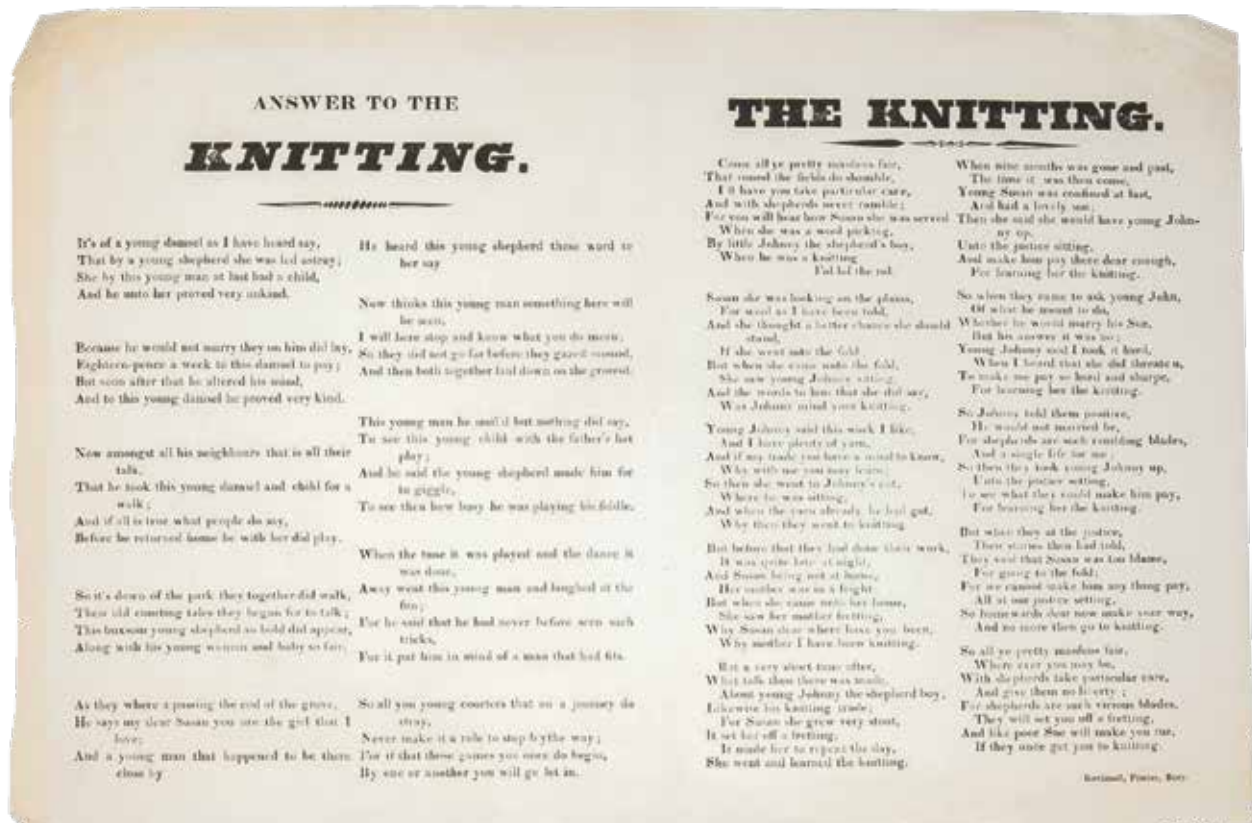 ANSWER TO THE
KNITTING.
It's of a young damsel as I have heard say,
That by a young shepherd she was led astray;
She by this young man at last had a child,
And he unto her proved very unkind.
Because he would not marry they on him did lay,
Eighteen-pence a week to this damsel to pay;
But soon after that he altered his mind,
And to this young damsel he proved very kind.
Now amongst all his neighbours that is all their
talk,
That he took this young damsel and child for a
walk;
And if all is true what people do say,
Before he returned home he with her did play.
So it's down of the park they together did walk,
Their old courting tales they began for to talk;
This buxsom young shepherd so bold did appear,
Along with his young woman and baby so fair.
As they where a passing the end of the grove,
He says my dear Susan you are the girl that I
love;
And a young man that happened to be there
close by
He heard this young shepherd these word to
her say
Now thinks this young man something here will
be seen,
I will here stop and know what you do mean;
So they did not go far before they gazed around,
And then both together laid down on the ground.
This young man he smil'd but nothing did say,
To see this young child with the father's hat
play;
And he said the young shepherd made him for
to giggle,
To see then how busy he was playing his fiddle.
When the tune it was played and the dance it
was done,
Away went this young man and laughed at the
fun;
For he said that he had never before seen such
tricks,
For it put him in mind of a man that had fits.
So all you young courters that on a journey do
stray,
Never make it a rule to stop bythe way;
For if that those games you once do begin,
By one or another you will go let in.
THE KNITTING.
Come all ye pretty maidens fair,
That round the fields do
I'll have you take particular care,
And with shepherds never ramble;
For you will hear how Susan she was served
When she was a wool picking,
By little Johnny the shepherd's boy,
When he was a knitting
Susan she was looking on the plains,
For wool as I have been told,
And she thought a better chance she should
stand,
If she went into the fold.
But when she came unto the fold,
She saw young Johnny sitting,
And the words to him that she did say,
Was Johnny mind your knitting.
Young Johnny said this work I like,
And I have plenty of yarn,
And if my trade you have a mind to know,
Why with me you may learn;
So then she went to Johnny's cot,
Where he was sitting,
And when the yarn already he had got,
Why then they went to knitting
But before that they had done their work,
It was quite late at night,
And Susan being not at home,
Her mother was in a fright
But when she came unto her home,
She saw her mother fretting,
Why Susan dear where have you been,
Why mother I have been knitting.
But a very short time after,
What talk then there was made,
About young Johnny the shepherd boy,
Likewise his knitting trade;
For Susan she grew very stout,
It set her off a fretting,
It made her to repent the day,
She went and learned the knitting.
When nine months was gone and past,
The time it was then come,
Young Susan was confined at last,
And had a lovely son;
Then she said she would have young John-
ny up,
Unto the justice sitting,
And make him pay there dear enough,
For learning her the knitting.
So when they came to ask young John,
Of what he meant to do,
Whether he would marry his Sue,
But his answer it was no;
Young Johnny said I took it hard,
When I heard that she did threaten,
To make me pay so hard and sharpe,
For learning her the knitting.
So Johnny told them positive,
He would not married be,
For shepherds are such rambling blades,
And a single life for me;
So then they took young Johnny up,
Unto the justice setting,
To see what they could make him pay,
For learning her the knitting.
But when they at the justice,
Their stories then had told,
They said that Susan was too blame,
For going to the fold;
For we cannot make him any thing pay,
All at our justice setting,
So homewards dear now make your way,
And no more then go to knitting.
So all ye pretty maidens fair,
Where ever you may be,
With shepherds take particular care,
And give them no liberty;
For shepherds are such vicious blades,
They will set you off a fretting,
And like poor Sue will make you rue,
If they once get you to knitting.
Printer, Bury